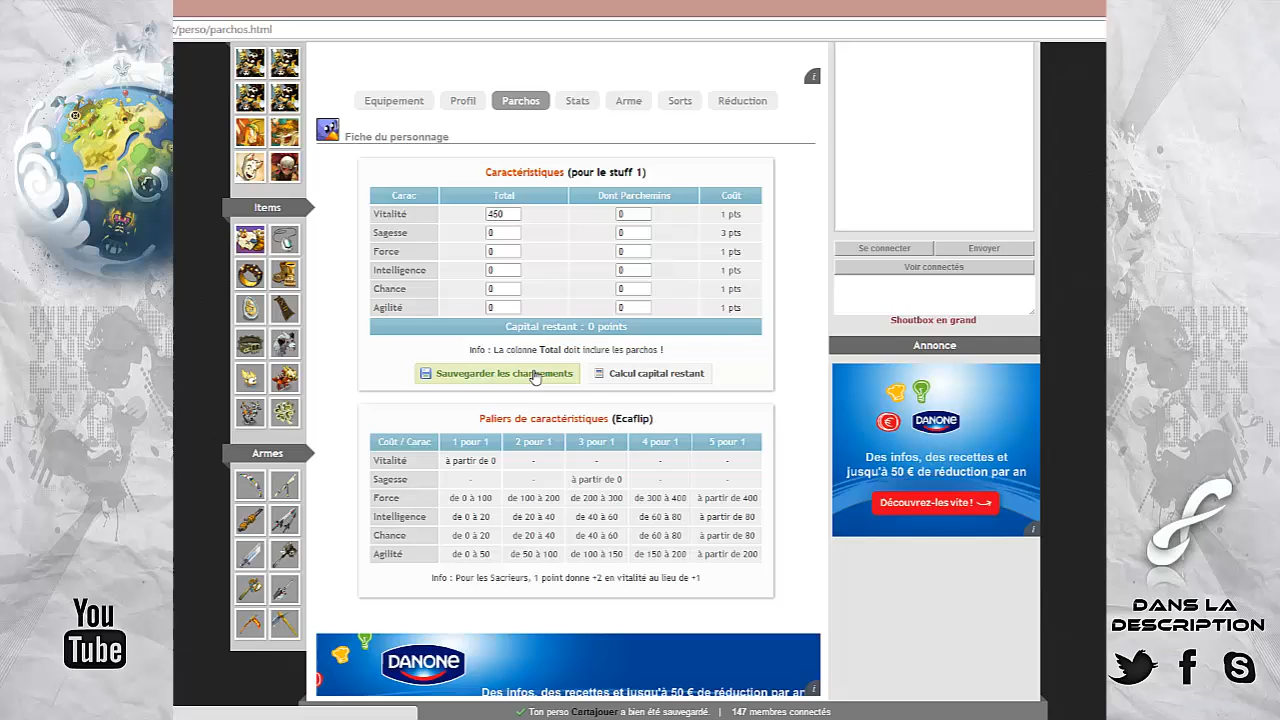 /perso/parchos.html
Equipement Profil Parchos Stats Arme Sorts Réduction
Fiche du personnage
Caractéristiques (pour le stuff 1)
Carac Total Dont Parchemins Coût
Vitalité 450 0 1 pts
Sagesse 0 0 3 pts
Force 0 0 1 pts
Intelligence 0 0 1 pts
Chance 0 0 1 pts
Agilité 0 0 1 pts
Capital restant : 0 points
Info : La colonne Total doit inclure les parchos !
Sauvegarder les changements Calcul capital restant
Paliers de caractéristiques (Ecaflip)
Coût / Carac 1 pour 1 2 pour 1 3 pour 1 4 pour 1 5 pour 1
Vitalité à partir de 0 - - - -
Sagesse - - à partir de 0 - -
Force de 0 à 100 de 100 à 200 de 200 à 300 de 300 à 400 à partir de 400
Intelligence de 0 à 20 de 20 à 40 de 40 à 60 de 60 à 80 à partir de 80
Chance de 0 à 20 de 20 à 40 de 40 à 60 de 60 à 80 à partir de 80
Agilité de 0 à 50 de 50 à 100 de 100 à 150 de 150 à 200 à partir de 200
Info : Pour les Sacrieurs, 1 point donne +2 en vitalité au lieu de +1
DANONE
Des infos, des recettes et jusqu'à 50 € de réduction par an
Ton perso Cartajouer a bien été sauvegardé. | 147 membres connectés
Items
Armes
Se connecter Envoyer
Voir connectés
Shoutbox en grand
Annonce
DANONE
Des infos, des recettes et
jusqu'à 50 € de réduction par an
Découvrez-les vite !
You
Tube
DANS LA
DESCRIPTION